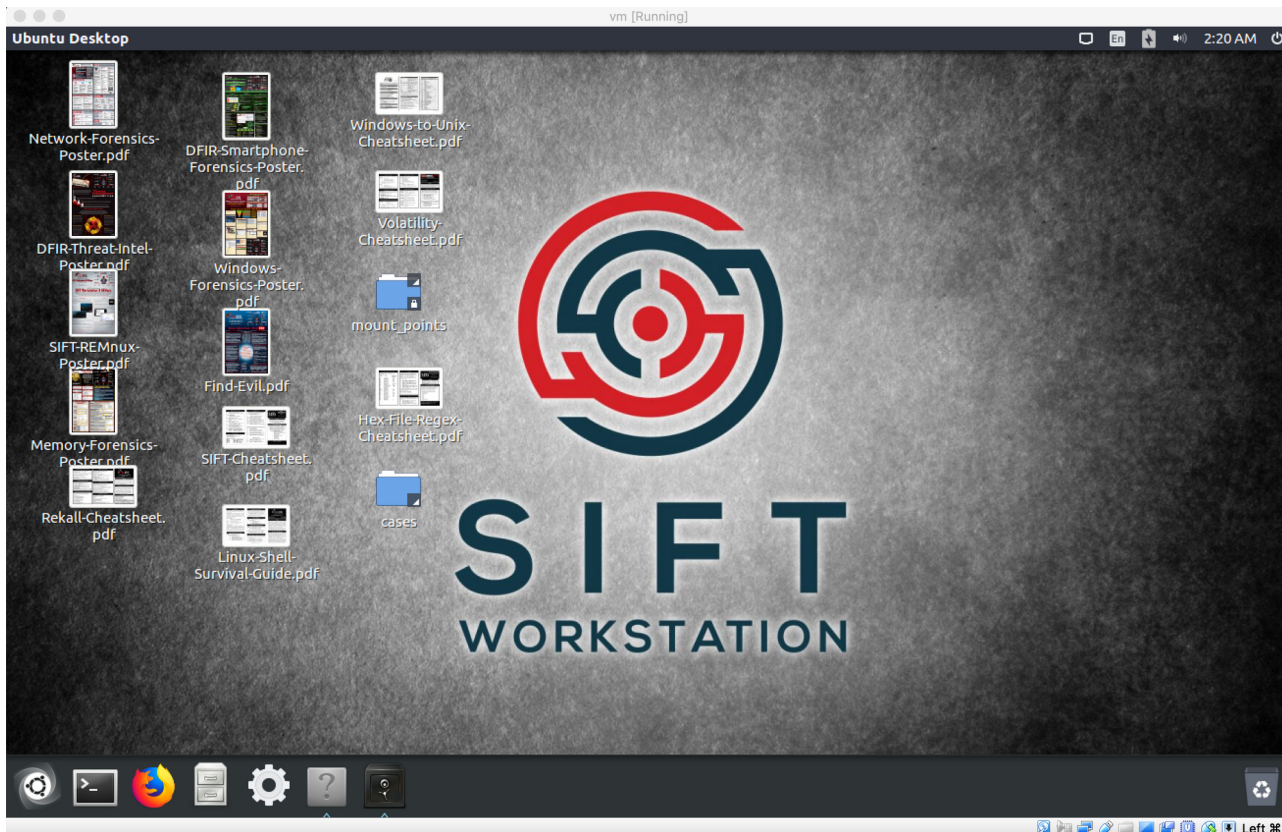 vm [Running]
Ubuntu Desktop
En
2:20 AM
Network-Forensics-
Poster.pdf
DFIR-Threat-Intel-
Poster.pdf
SIFT-REMnux-
Poster.pdf
Memory-Forensics-
Poster.pdf
Rekall-Cheatsheet.
pdf
DFIR-Smartphone-
Forensics-Poster.
pdf
Windows-
Forensics-Poster.
pdf
Find-Evil.pdf
SIFT-Cheatsheet.
pdf
Linux-Shell-
Survival-Guide.pdf
Windows-to-Unix-
Cheatsheet.pdf
Volatility-
Cheatsheet.pdf
mount_points
Hex-File-Regex-
Cheatsheet.pdf
cases
SIFT
WORKSTATION
Left ⌘